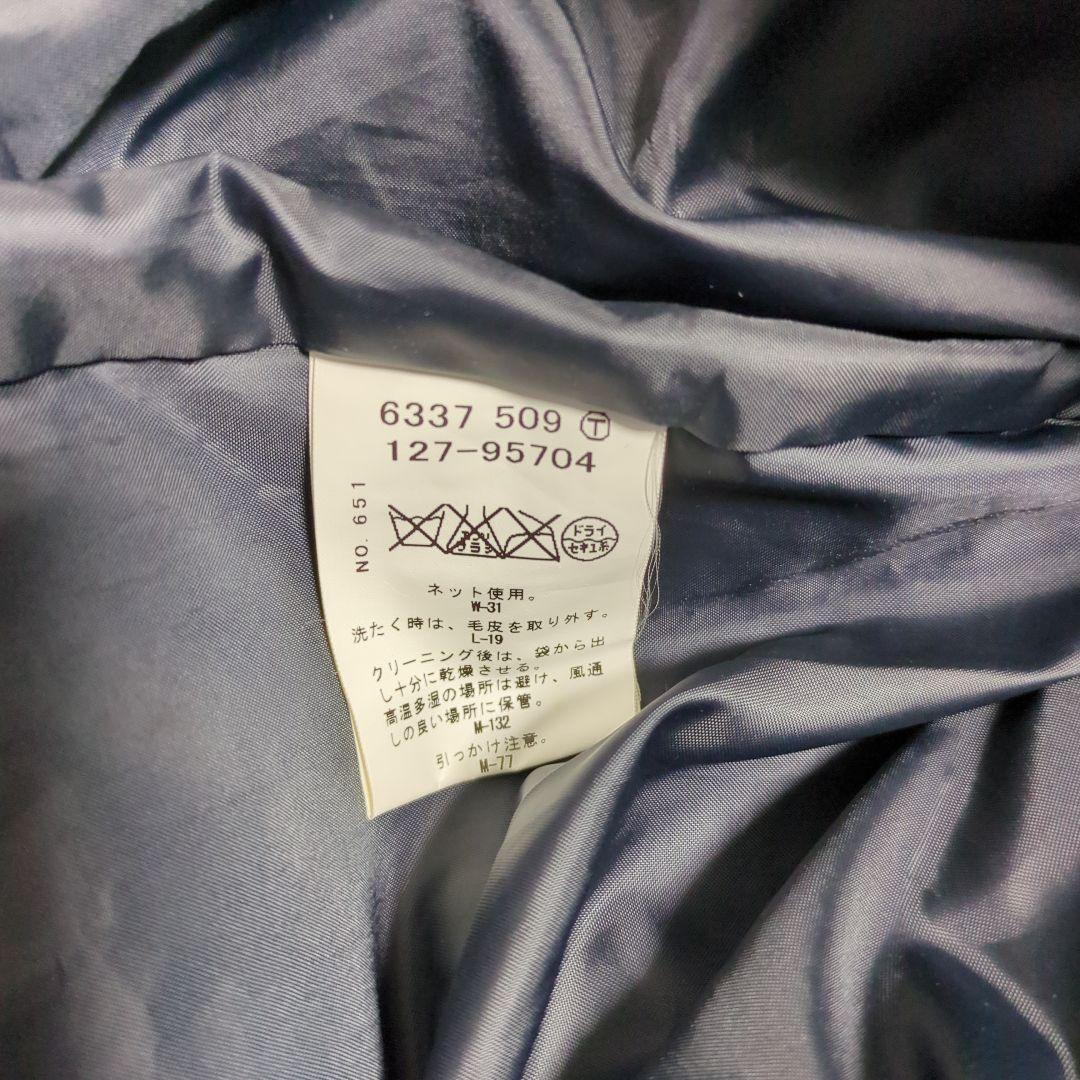 6337 509 Ⓣ
127-95704
NO. 651
ドライ
セキユ系
ネット使用。
W-31
洗たく時は、毛皮を取り外す。
L-19
クリーニング後は、袋から出
し十分に乾燥させる。
高温多湿の場所は避け、風通
しの良い場所に保管。
M-132
引っかけ注意。
M-77